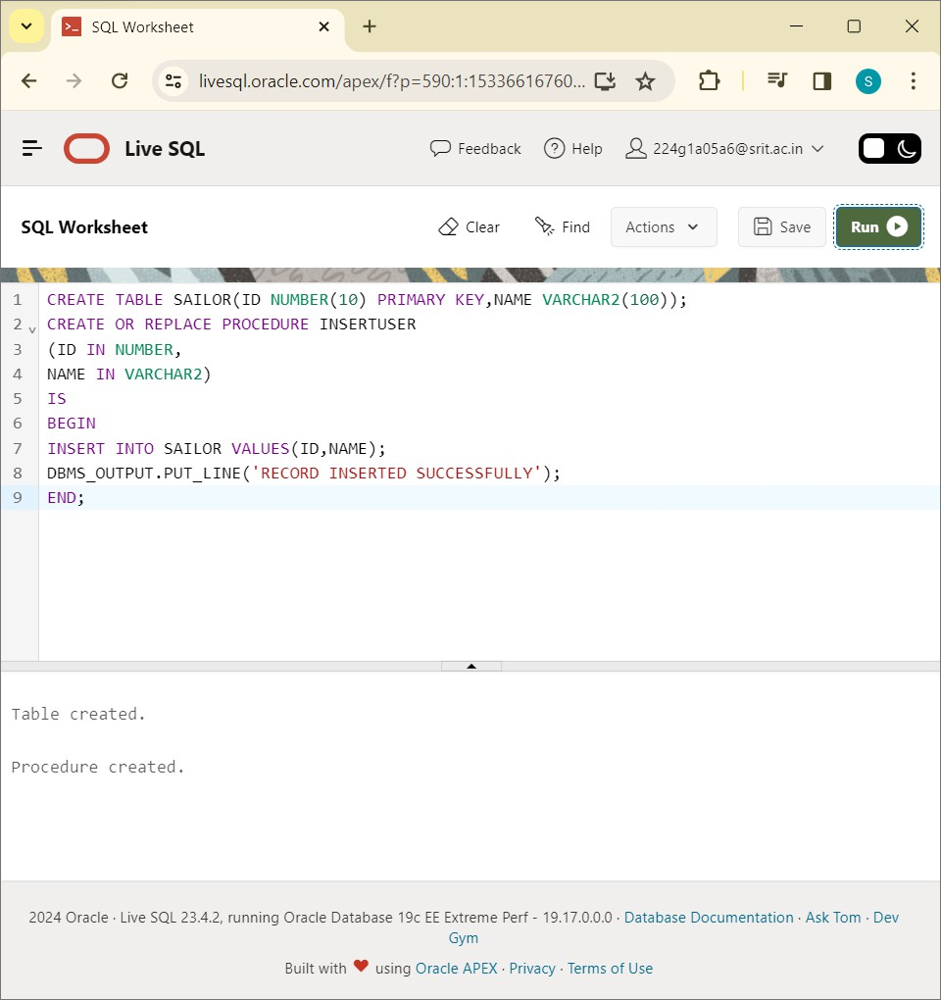 SQL Worksheet
livesql.oracle.com/apex/f?p=590:1:15336616760...
S
Live SQL
Feedback
Help
224g1a05a6@srit.ac.in
SQL Worksheet
Clear
Find
Actions
Save
Run
1 CREATE TABLE SAILOR(ID NUMBER(10) PRIMARY KEY,NAME VARCHAR2(100));
2 CREATE OR REPLACE PROCEDURE INSERTUSER
3 (ID IN NUMBER,
4 NAME IN VARCHAR2)
5 IS
6 BEGIN
7 INSERT INTO SAILOR VALUES(ID,NAME);
8 DBMS_OUTPUT.PUT_LINE('RECORD INSERTED SUCCESSFULLY');
9 END;
Table created.
Procedure created.
2024 Oracle · Live SQL 23.4.2, running Oracle Database 19c EE Extreme Perf - 19.17.0.0.0 · Database Documentation · Ask Tom · Dev
Gym
Built with ❤ using Oracle APEX · Privacy · Terms of Use